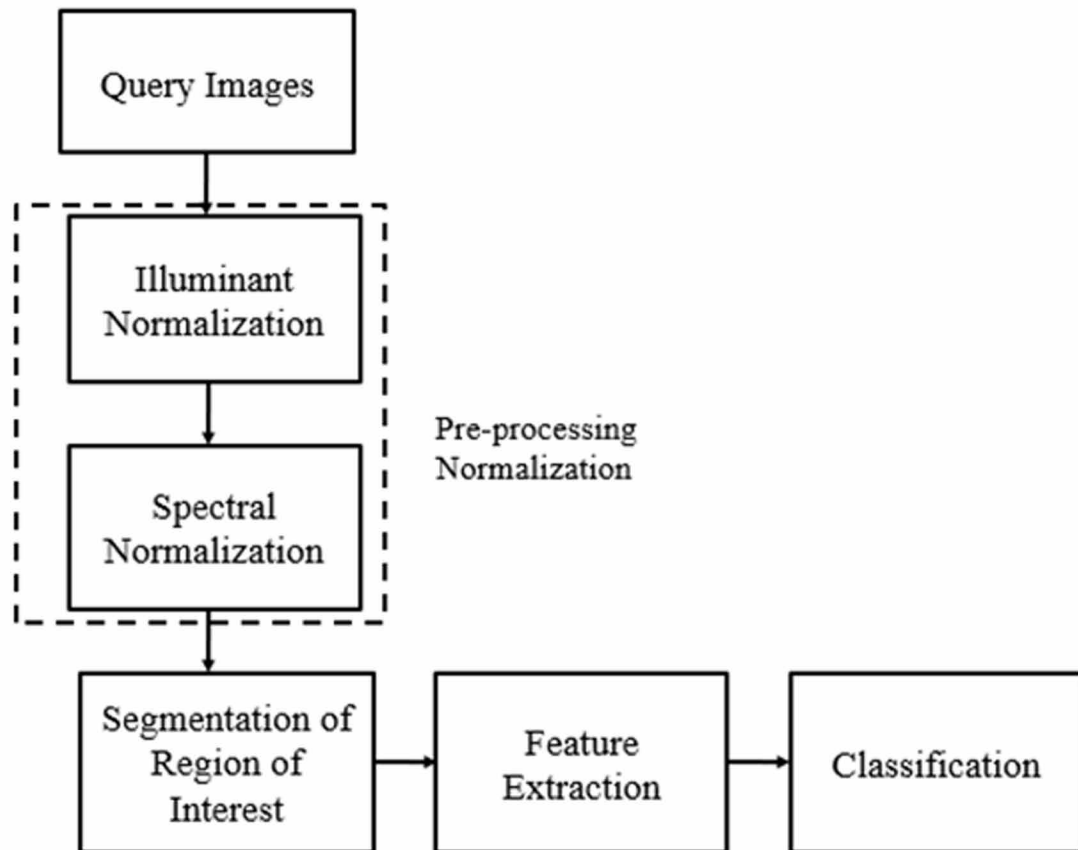 Query Images
Illuminant
Normalization
Pre-processing
Normalization
Spectral
Normalization
Segmentation of
Region of
Interest
Feature
Extraction
Classification